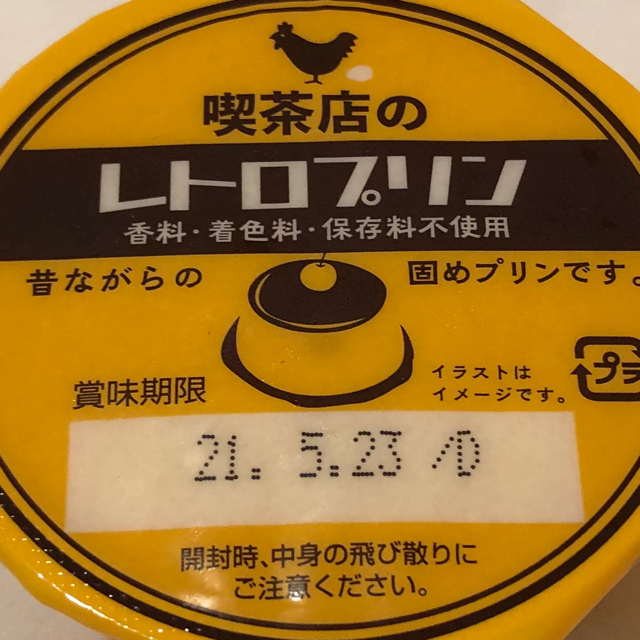 喫茶店の
レトロプリン
香料・着色料・保存料不使用
昔ながらの 固めプリンです。
イラストは
イメージです。
プラ
賞味期限
21. 5.23 /D
開封時、中身の飛び散りに
ご注意ください。